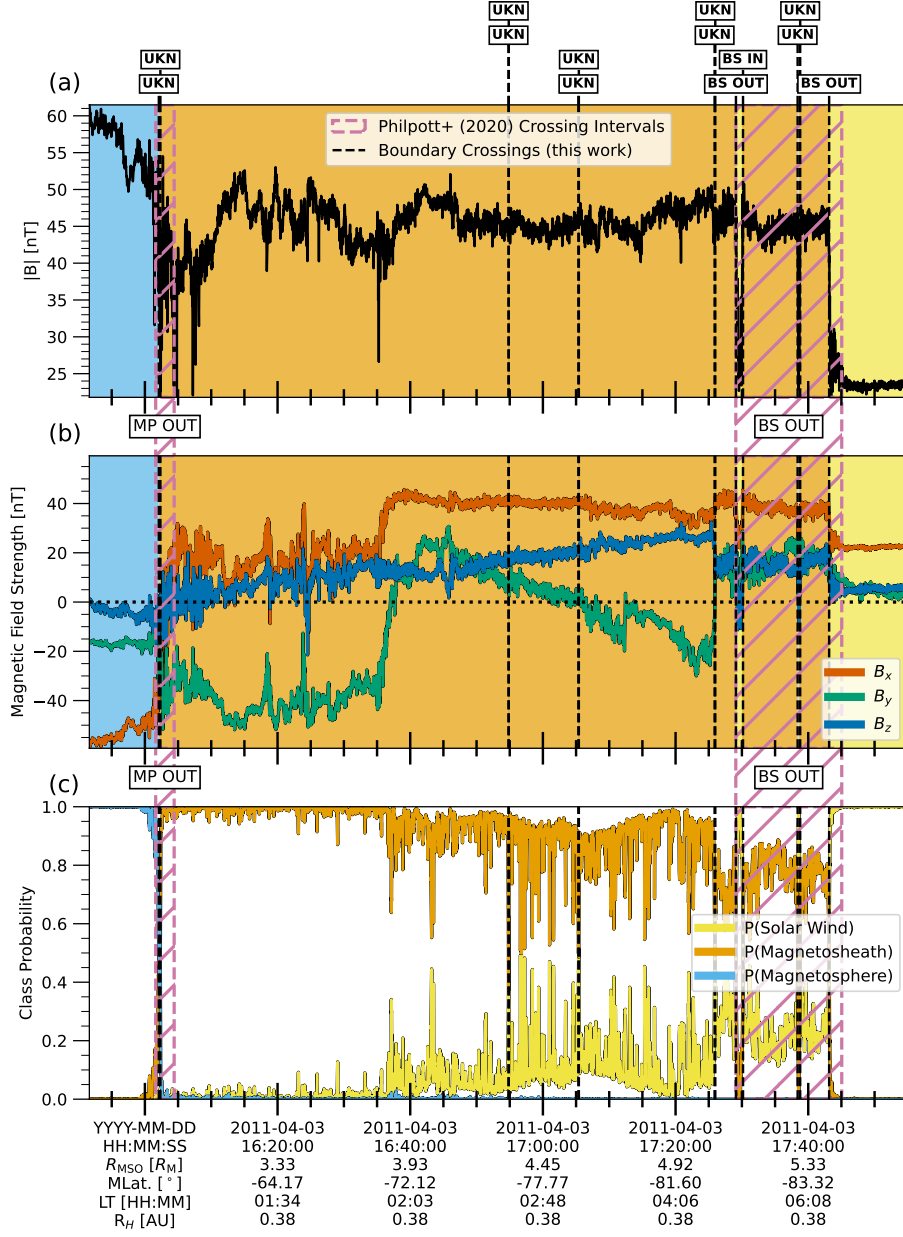 UKN UKN UKN
UKN UKN UKN
UKN UKN BS IN
UKN UKN BS OUT BS OUT
(a)
60
55
50
45
40
35
30
25
|B| [nT]
Philpott+ (2020) Crossing Intervals
Boundary Crossings (this work)
MP OUT BS OUT
(b)
40
20
0
−20
−40
Magnetic Field Strength [nT]
Bx
By
Bz
MP OUT BS OUT
(c)
1.0
0.8
0.6
0.4
0.2
0.0
Class Probability
P(Solar Wind)
P(Magnetosheath)
P(Magnetosphere)
YYYY-MM-DD 2011-04-03 2011-04-03 2011-04-03 2011-04-03 2011-04-03
HH:MM:SS 16:20:00 16:40:00 17:00:00 17:20:00 17:40:00
RMSO [RM] 3.33 3.93 4.45 4.92 5.33
MLat. [°] -64.17 -72.12 -77.77 -81.60 -83.32
LT [HH:MM] 01:34 02:03 02:48 04:06 06:08
RH [AU] 0.38 0.38 0.38 0.38 0.38